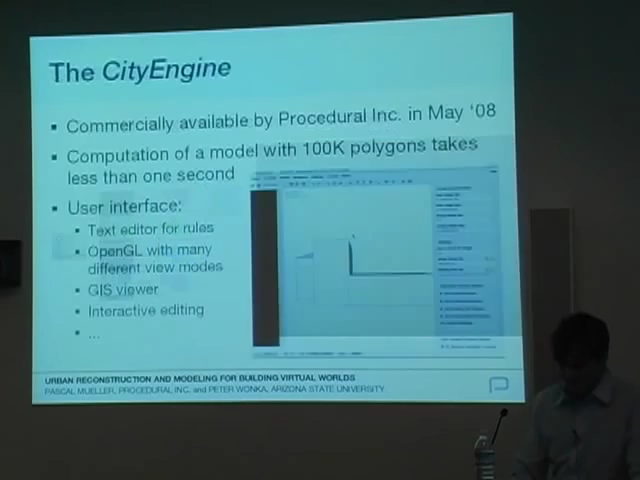 The CityEngine
▪ Commercially available by Procedural Inc. in May '08
▪ Computation of a model with 100K polygons takes
less than one second
▪ User interface:
▪ Text editor for rules
▪ OpenGL with many
different view modes
▪ GIS viewer
▪ Interactive editing
▪ ...
URBAN RECONSTRUCTION AND MODELING FOR BUILDING VIRTUAL WORLDS
PASCAL MUELLER, PROCEDURAL INC. and PETER WONKA, ARIZONA STATE UNIVERSITY